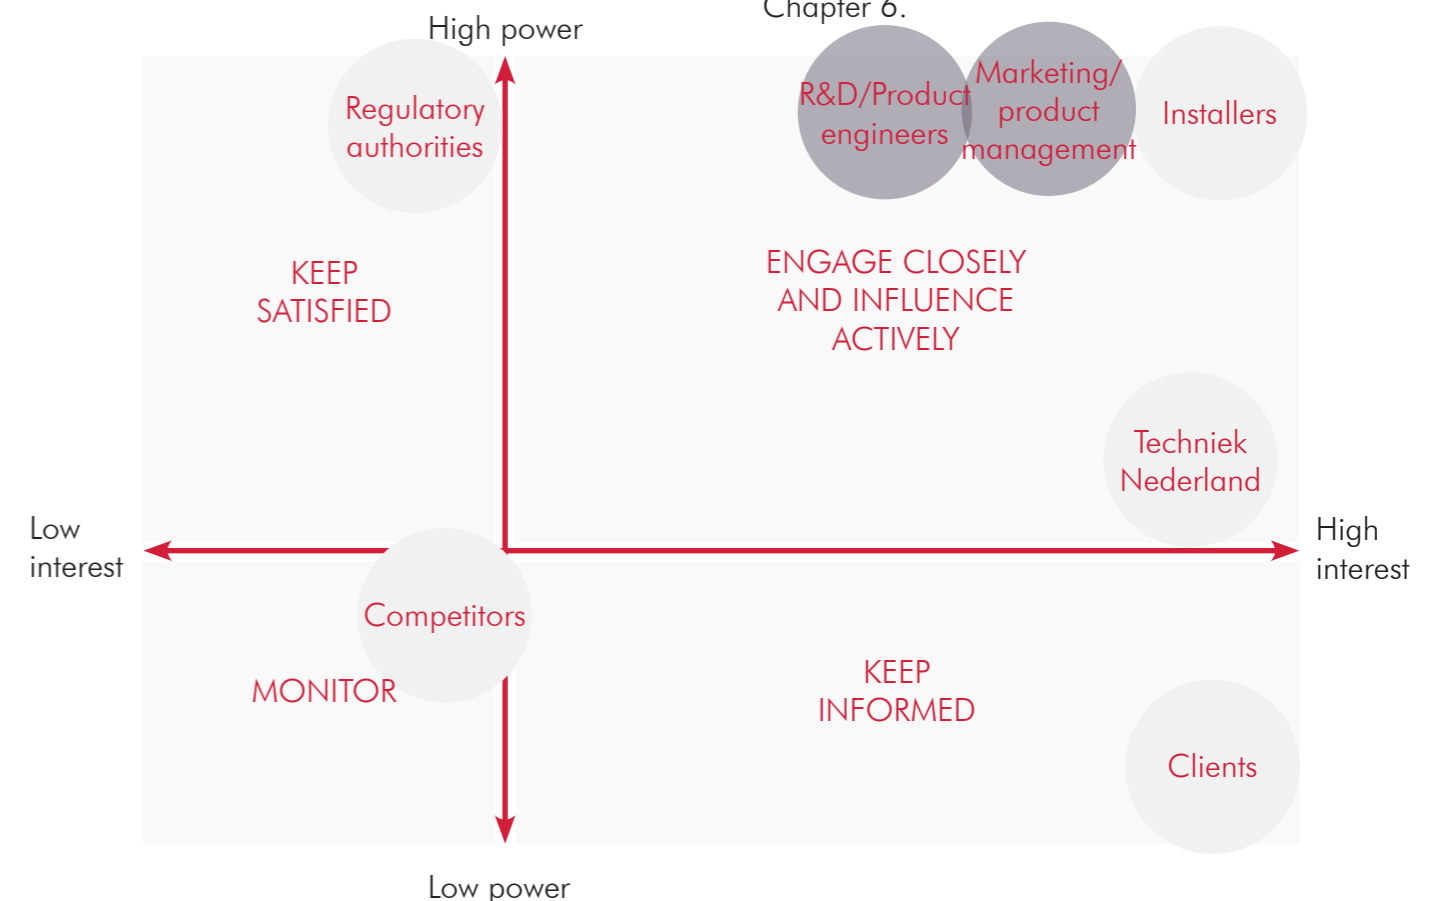 Chapter 6.
High power
Regulatory
authorities
R&D/Product
engineers
Marketing/
product
management
Installers
KEEP
SATISFIED
ENGAGE CLOSELY
AND INFLUENCE
ACTIVELY
Techniek
Nederland
Low
interest
High
interest
Competitors
MONITOR
KEEP
INFORMED
Clients
Low power